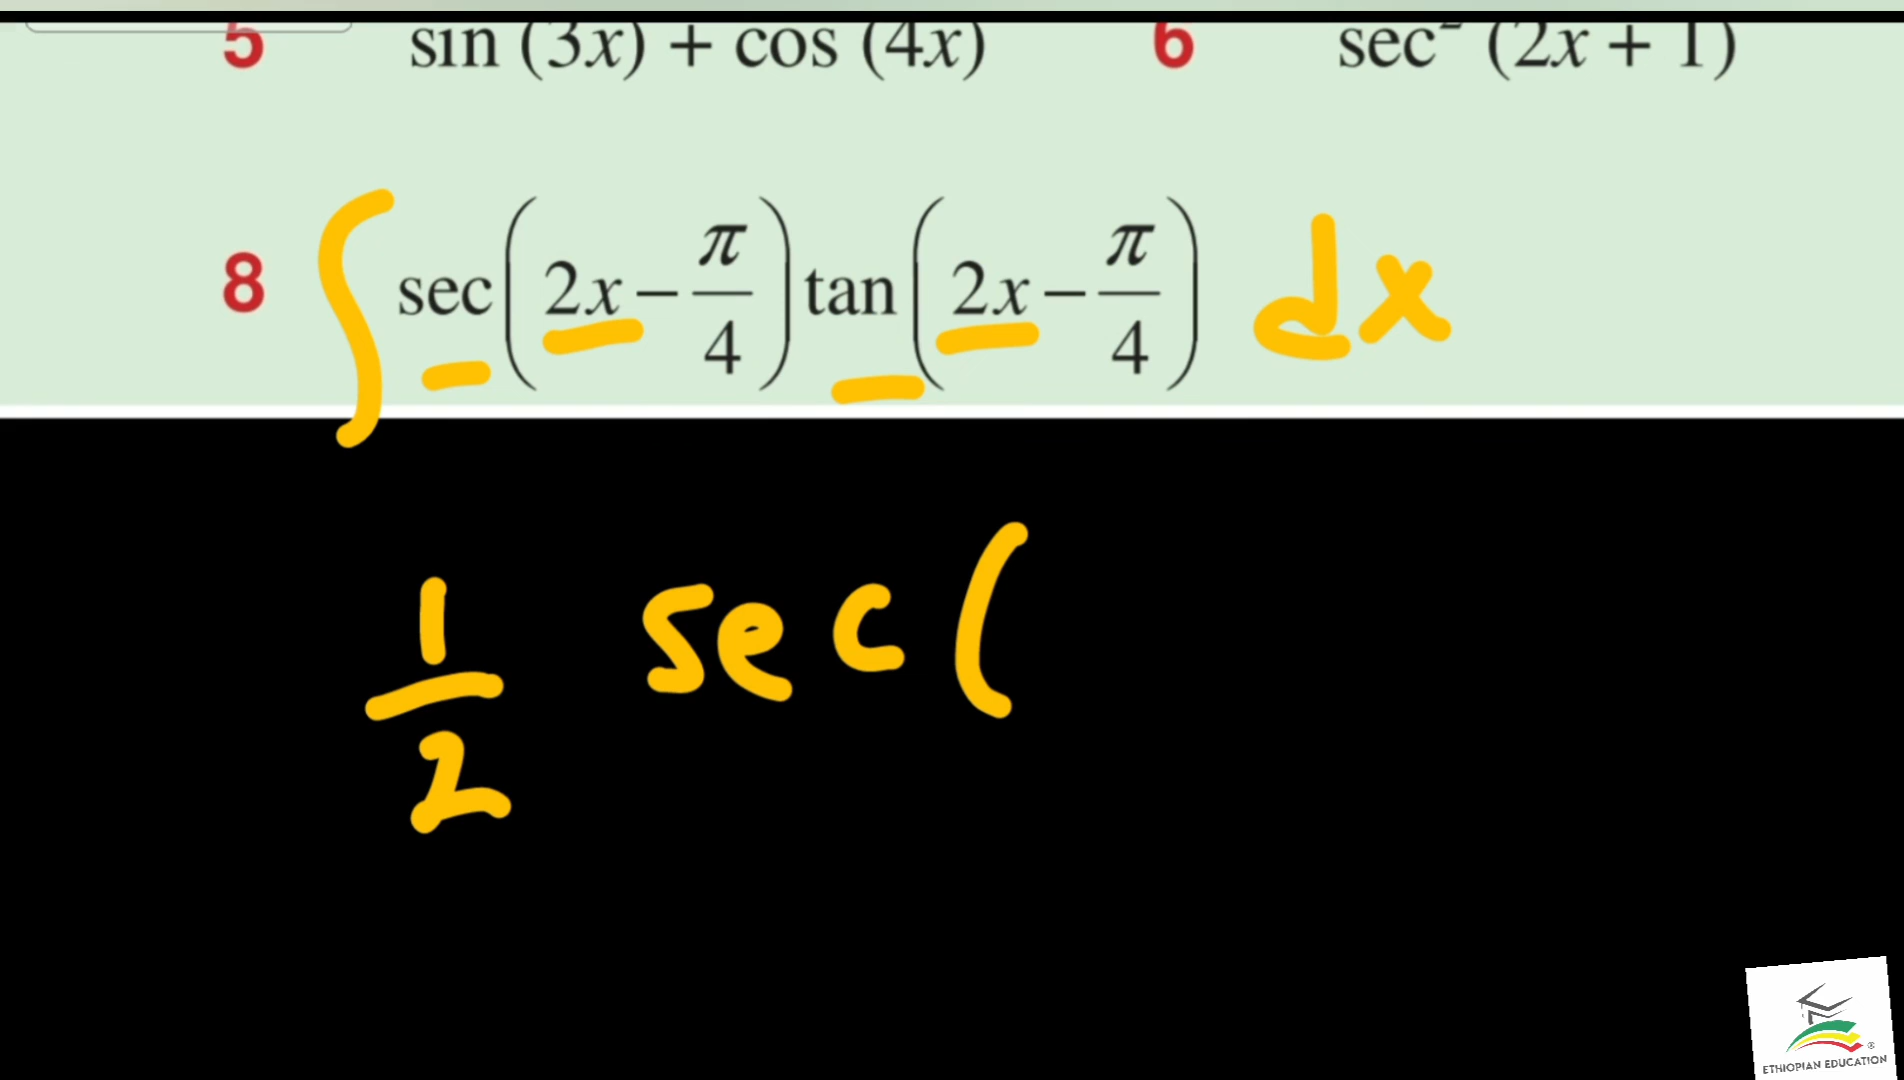 5 sin (3x) + cos (4x) 6 sec² (2x + 1)
8 ∫ sec(2x − π/4) tan(2x − π/4) dx
1/2 sec (
ETHIOPIAN EDUCATION